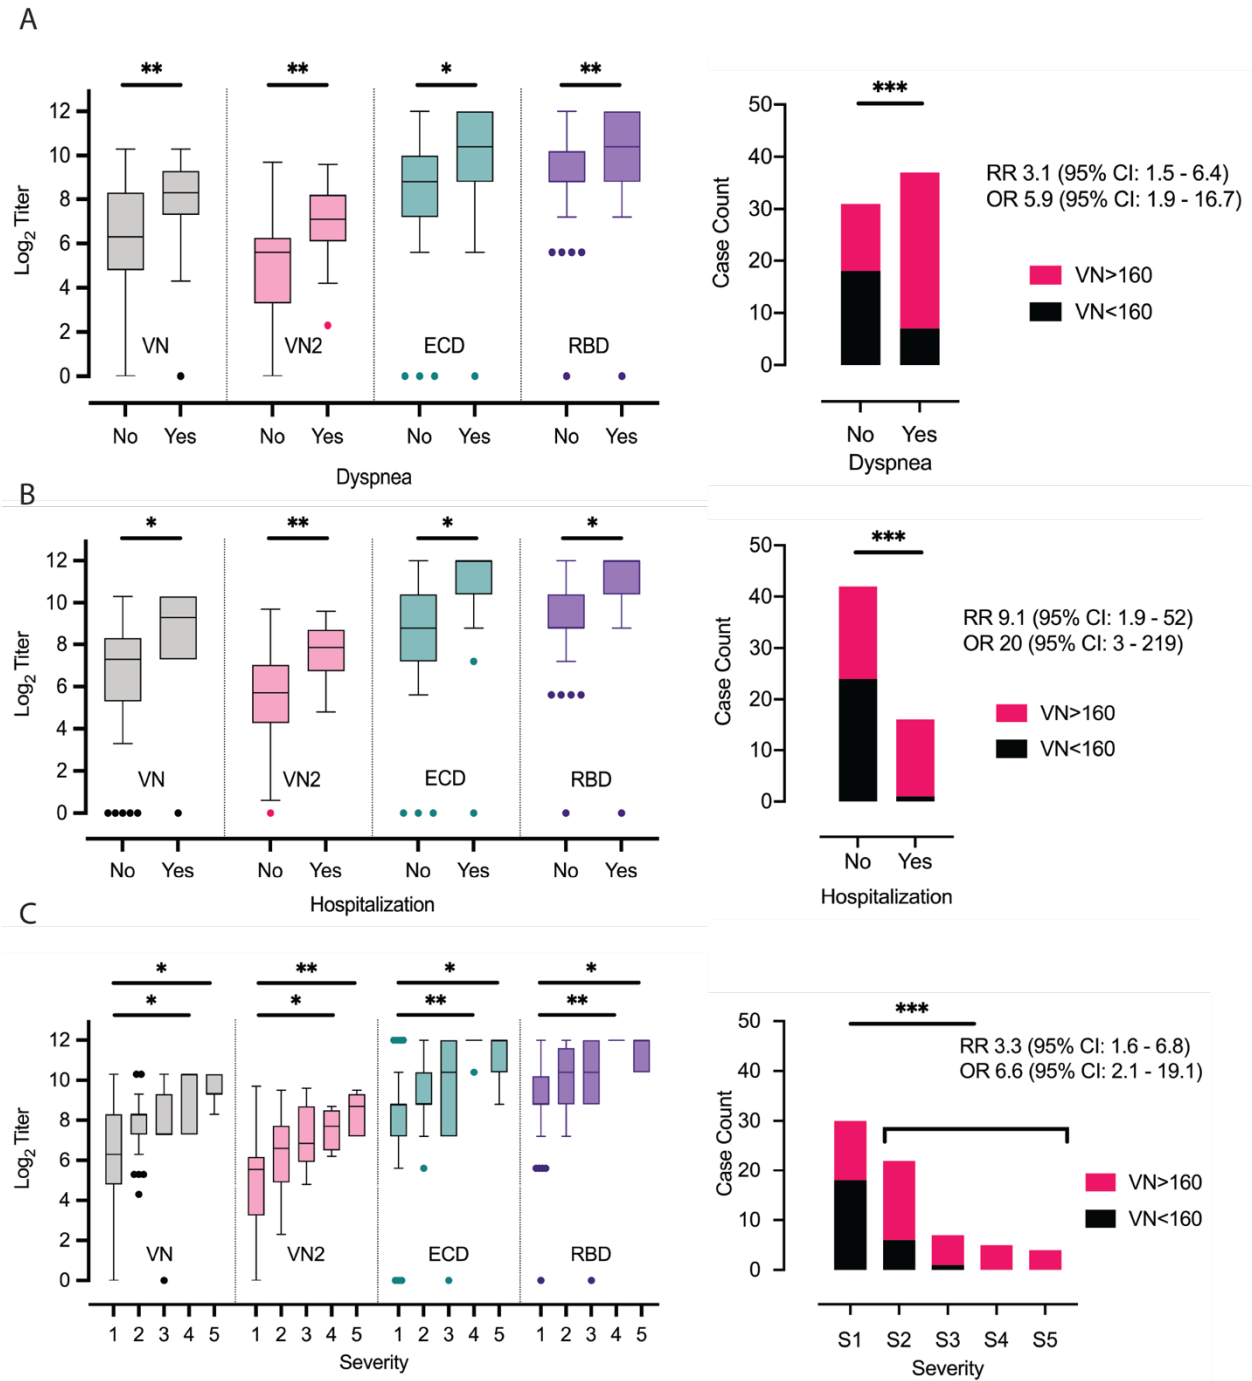 A
** ** * **
12
10
8
6
4
2
0
Log2 Titer
VN VN2 ECD RBD
No Yes No Yes No Yes No Yes
Dyspnea
***
50
40
30
20
10
0
Case Count
RR 3.1 (95% CI: 1.5 - 6.4)
OR 5.9 (95% CI: 1.9 - 16.7)
VN>160
VN<160
No Yes
Dyspnea
B
* ** * *
12
10
8
6
4
2
0
Log2 Titer
VN VN2 ECD RBD
No Yes No Yes No Yes No Yes
Hospitalization
***
50
40
30
20
10
0
Case Count
RR 9.1 (95% CI: 1.9 - 52)
OR 20 (95% CI: 3 - 219)
VN>160
VN<160
No Yes
Hospitalization
C
* ** * *
* * ** **
12
10
8
6
4
2
0
Log2 Titer
VN VN2 ECD RBD
1 2 3 4 5 1 2 3 4 5 1 2 3 4 5 1 2 3 4 5
Severity
***
50
40
30
20
10
0
Case Count
RR 3.3 (95% CI: 1.6 - 6.8)
OR 6.6 (95% CI: 2.1 - 19.1)
VN>160
VN<160
S1 S2 S3 S4 S5
Severity